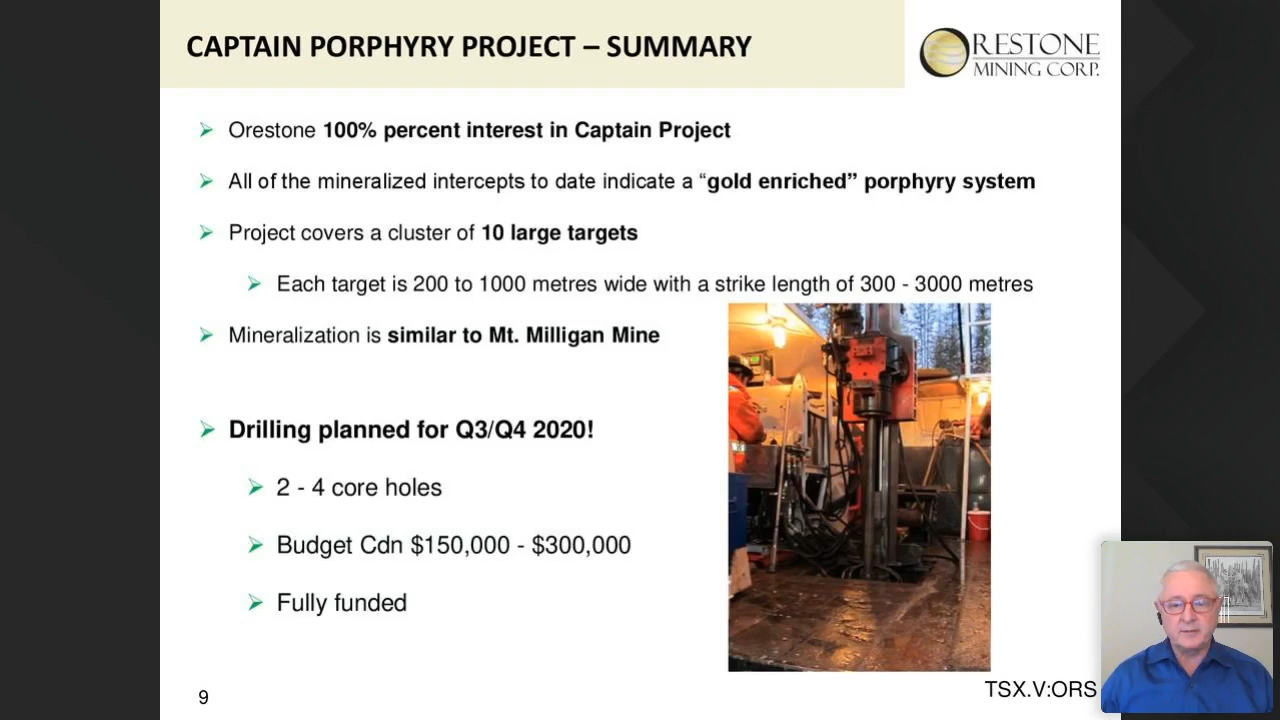 CAPTAIN PORPHYRY PROJECT – SUMMARY
ORESTONE
MINING CORP.
Orestone 100% percent interest in Captain Project
All of the mineralized intercepts to date indicate a “gold enriched” porphyry system
Project covers a cluster of 10 large targets
Each target is 200 to 1000 metres wide with a strike length of 300 - 3000 metres
Mineralization is similar to Mt. Milligan Mine
Drilling planned for Q3/Q4 2020!
2 - 4 core holes
Budget Cdn $150,000 - $300,000
Fully funded
9
TSX.V:ORS